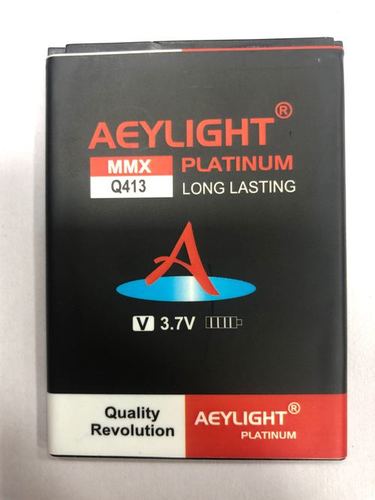 AEYLIGHT®
MMX PLATINUM
Q413 LONG LASTING
A
V 3.7V
Quality AEYLIGHT®
Revolution PLATINUM